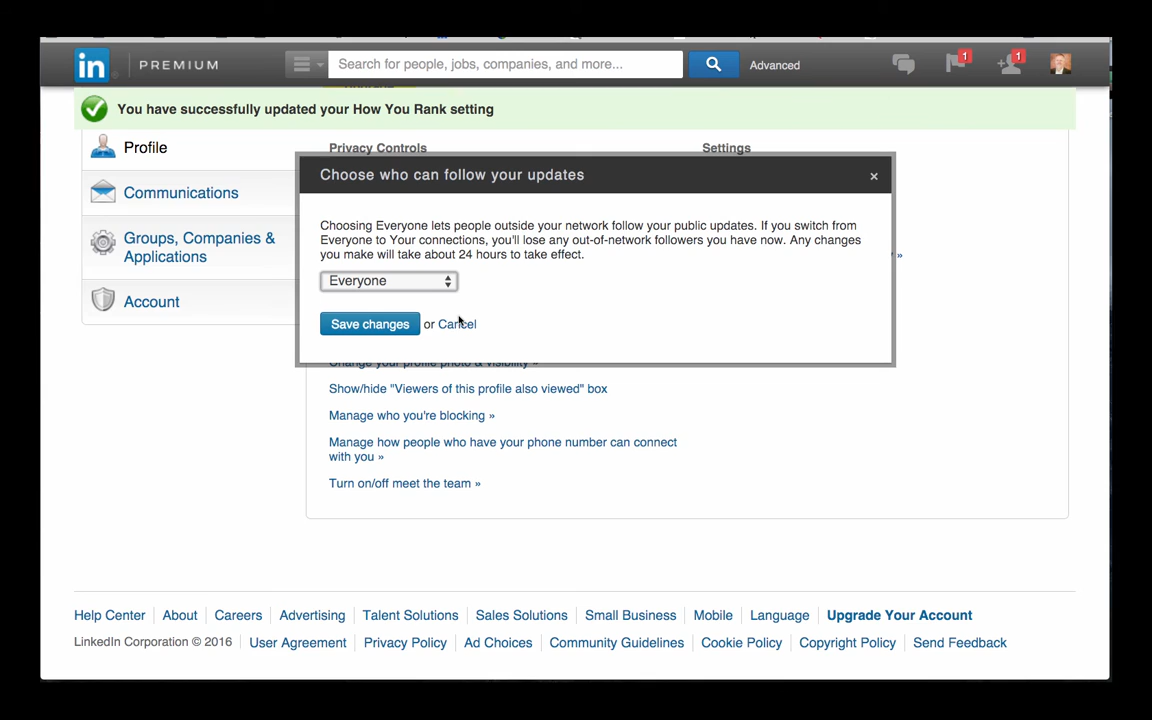 in PREMIUM Search for people, jobs, companies, and more... Advanced 1 1
You have successfully updated your How You Rank setting
Profile
Communications
Groups, Companies &
Applications
Account
Privacy Controls
Settings
Choose who can follow your updates ×
Choosing Everyone lets people outside your network follow your public updates. If you switch from
Everyone to Your connections, you'll lose any out-of-network followers you have now. Any changes
you make will take about 24 hours to take effect.
Everyone
Save changes or Cancel
»
Change your profile photo & visibility »
Show/hide "Viewers of this profile also viewed" box
Manage who you're blocking »
Manage how people who have your phone number can connect
with you »
Turn on/off meet the team »
Help Center About Careers Advertising Talent Solutions Sales Solutions Small Business Mobile Language Upgrade Your Account
LinkedIn Corporation © 2016 User Agreement Privacy Policy Ad Choices Community Guidelines Cookie Policy Copyright Policy Send Feedback